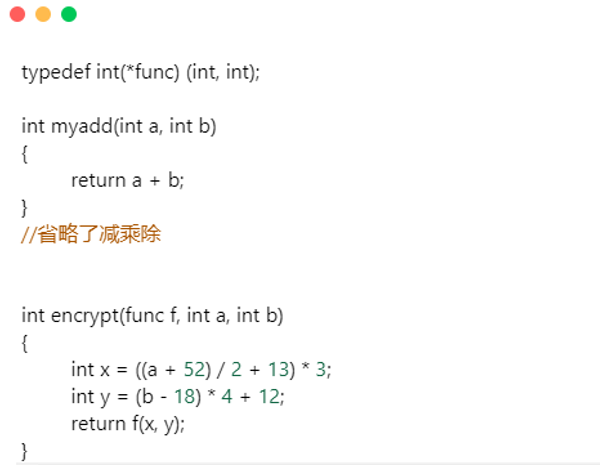 typedef int(*func) (int, int);
int myadd(int a, int b)
{
return a + b;
}
//省略了减乘除
int encrypt(func f, int a, int b)
{
int x = ((a + 52) / 2 + 13) * 3;
int y = (b - 18) * 4 + 12;
return f(x, y);
}